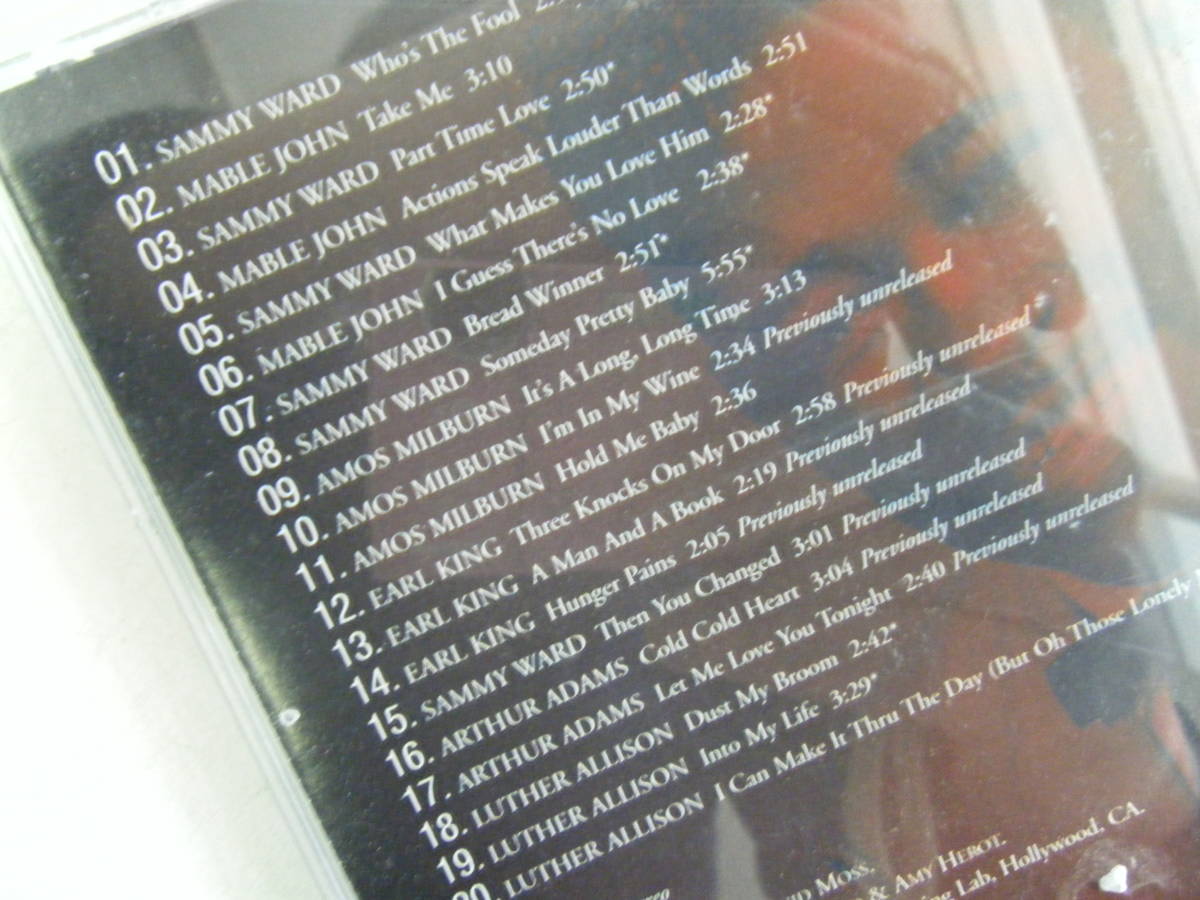 01. SAMMY WARD Who's The Fool
02. MABLE JOHN Take Me 3:10
03. SAMMY WARD Part Time Love 2:50*
04. MABLE JOHN Actions Speak Louder Than Words 2:51
05. SAMMY WARD What Makes You Love Him 2:28*
06. MABLE JOHN I Guess There's No Love 2:38*
07. SAMMY WARD Bread Winner 2:51*
08. SAMMY WARD Someday Pretty Baby 5:55*
09. AMOS MILBURN It's A Long, Long Time 3:13
10. AMOS MILBURN I'm In My Wine 2:34 Previously unreleased
11. AMOS MILBURN Hold Me Baby 2:36
12. EARL KING Three Knocks On My Door 2:58 Previously unreleased
13. EARL KING A Man And A Book 2:19 Previously unreleased
14. EARL KING Hunger Pains 2:05 Previously unreleased
15. SAMMY WARD Then You Changed 3:01 Previously unreleased
16. ARTHUR ADAMS Cold Cold Heart 3:04 Previously unreleased
17. ARTHUR ADAMS Let Me Love You Tonight 2:40 Previously unreleased
18. LUTHER ALLISON Dust My Broom 2:42*
19. LUTHER ALLISON Into My Life 3:29*
20. LUTHER ALLISON I Can Make It Thru The Day (But Oh Those Lonely
MOSS.
& AMY HEROT.
Lab, Hollywood, CA.